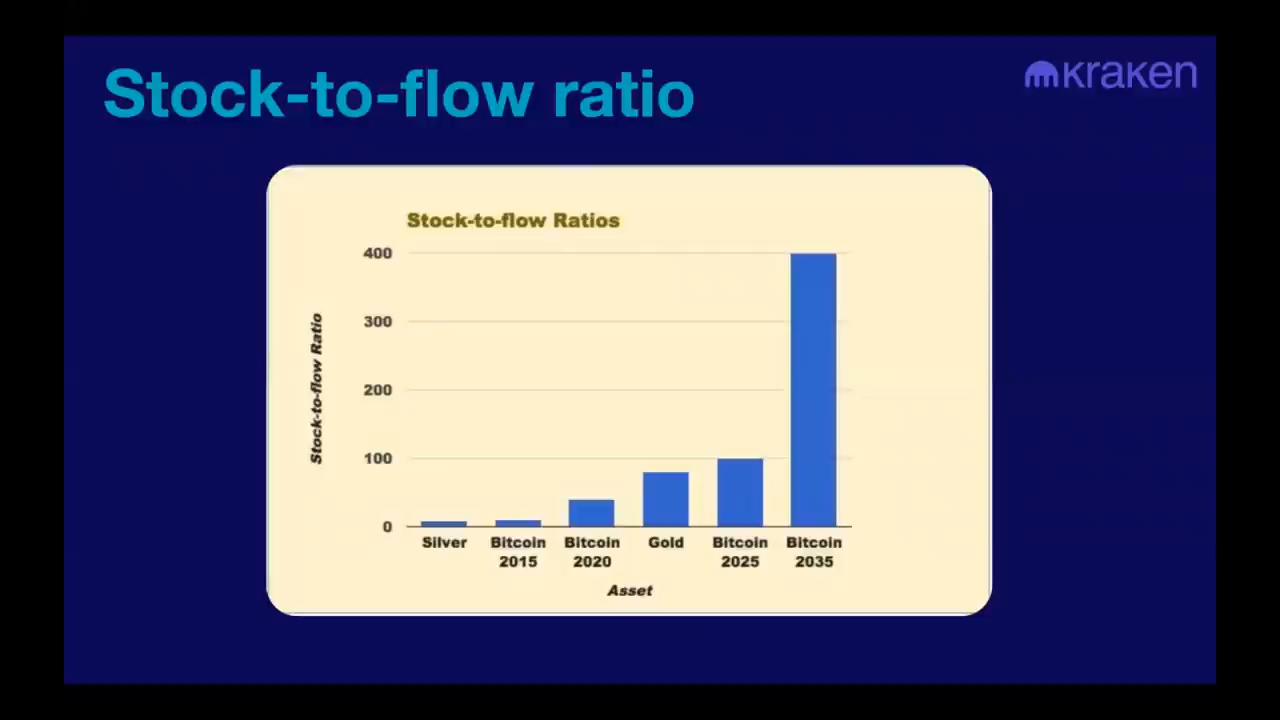 Stock-to-flow ratio
kraken
Stock-to-flow Ratios
400
300
200
100
0
Stock-to-flow Ratio
Silver
Bitcoin
2015
Bitcoin
2020
Gold
Bitcoin
2025
Bitcoin
2035
Asset